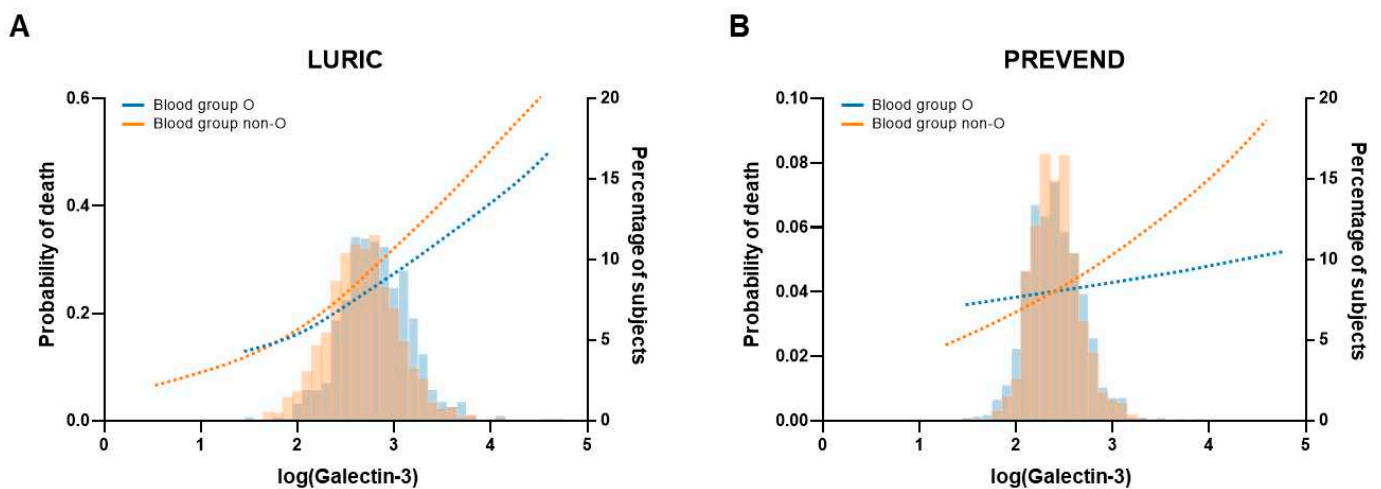 A
LURIC
Blood group O
Blood group non-O
Probability of death
0.6
0.4
0.2
0.0
Percentage of subjects
20
15
10
5
0
0 1 2 3 4 5
log(Galectin-3)
B
PREVEND
Blood group O
Blood group non-O
Probability of death
0.10
0.08
0.06
0.04
0.02
0.00
Percentage of subjects
20
15
10
5
0
0 1 2 3 4 5
log(Galectin-3)